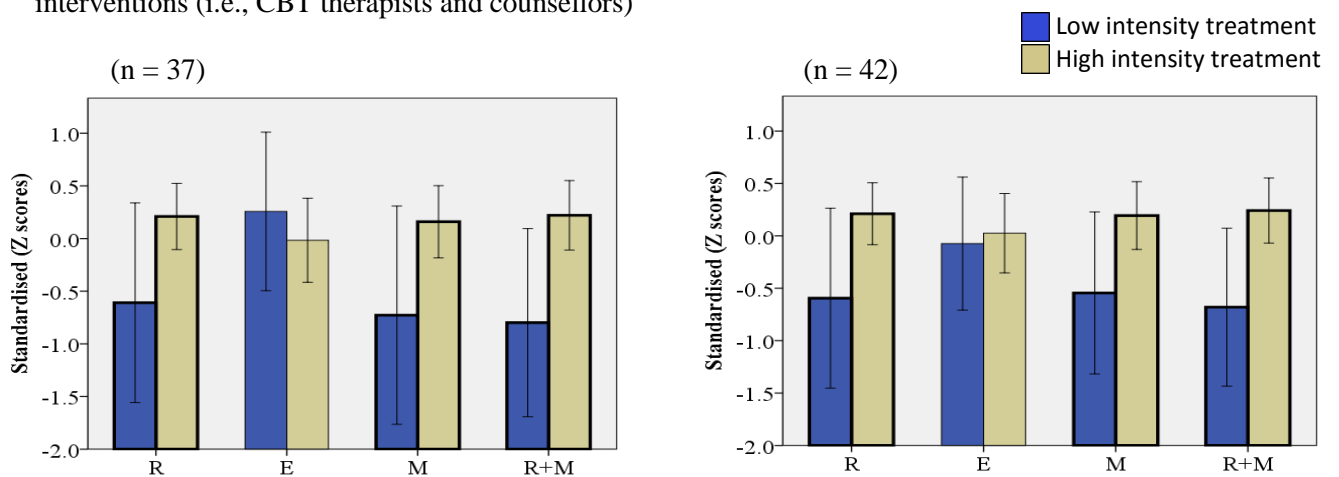 interventions (i.e., CBT therapists and counsellors)
Low intensity treatment
High intensity treatment
(n = 37)
(n = 42)
Standardised (Z scores)
1.0
0.5
0.0
-0.5
-1.0
-1.5
-2.0
R E M R+M
Standardised (Z scores)
1.0
0.5
0.0
-0.5
-1.0
-1.5
-2.0
R E M R+M